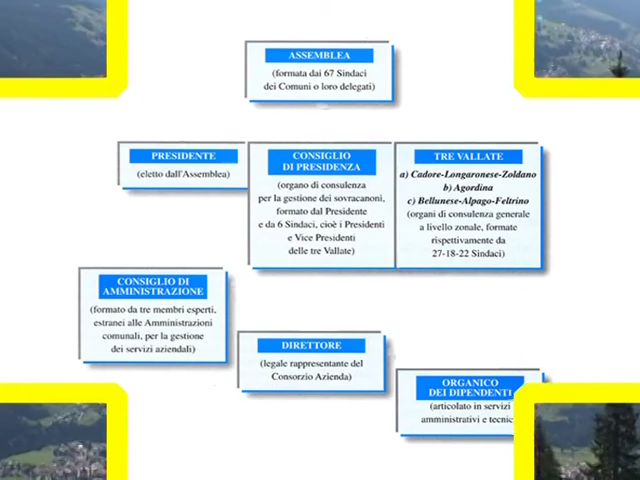 ASSEMBLEA
(formata dai 67 Sindaci
dei Comuni o loro delegati)
PRESIDENTE
(eletto dall'Assemblea)
CONSIGLIO
DI PRESIDENZA
(organo di consulenza
per la gestione dei sovracanoni,
formato dal Presidente
e da 6 Sindaci, cioè i Presidenti
e Vice Presidenti
delle tre Vallate)
TRE VALLATE
a) Cadore-Longaronese-Zoldano
b) Agordina
c) Bellunese-Alpago-Feltrino
(organi di consulenza generale
a livello zonale, formate
rispettivamente da
27-18-22 Sindaci)
CONSIGLIO DI
AMMINISTRAZIONE
(formato da tre membri esperti,
estranei alle Amministrazioni
comunali, per la gestione
dei servizi aziendali)
DIRETTORE
(legale rappresentante del
Consorzio Azienda)
ORGANICO
DEI DIPENDENTI
(articolato in servizi
amministrativi e tecnic